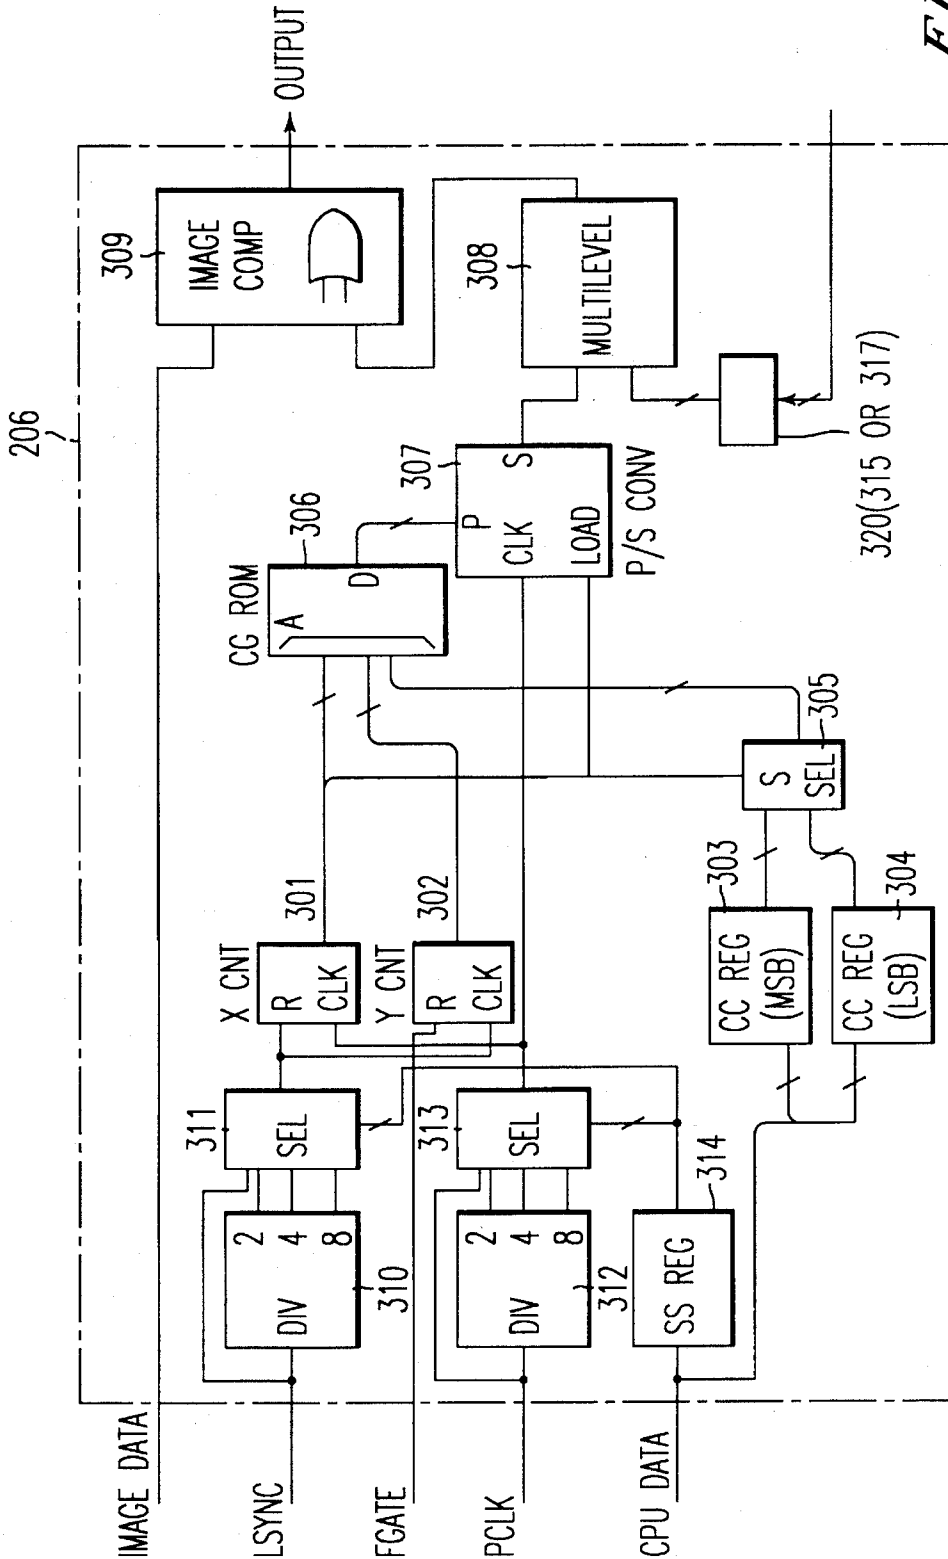 206
IMAGE DATA
LSYNC
FGATE
PCLK
CPU DATA
DIV
2
4
8
310
SEL
311
DIV
2
4
8
312
SEL
313
SS REG
314
X CNT
R
CLK
301
Y CNT
R
CLK
302
CC REG
(MSB)
303
CC REG
(LSB)
304
S
SEL
305
CG ROM
A
D
306
P
CLK
S
LOAD
307
P/S CONV
MULTILEVEL
308
IMAGE
COMP
309
320(315 OR 317)
OUTPUT